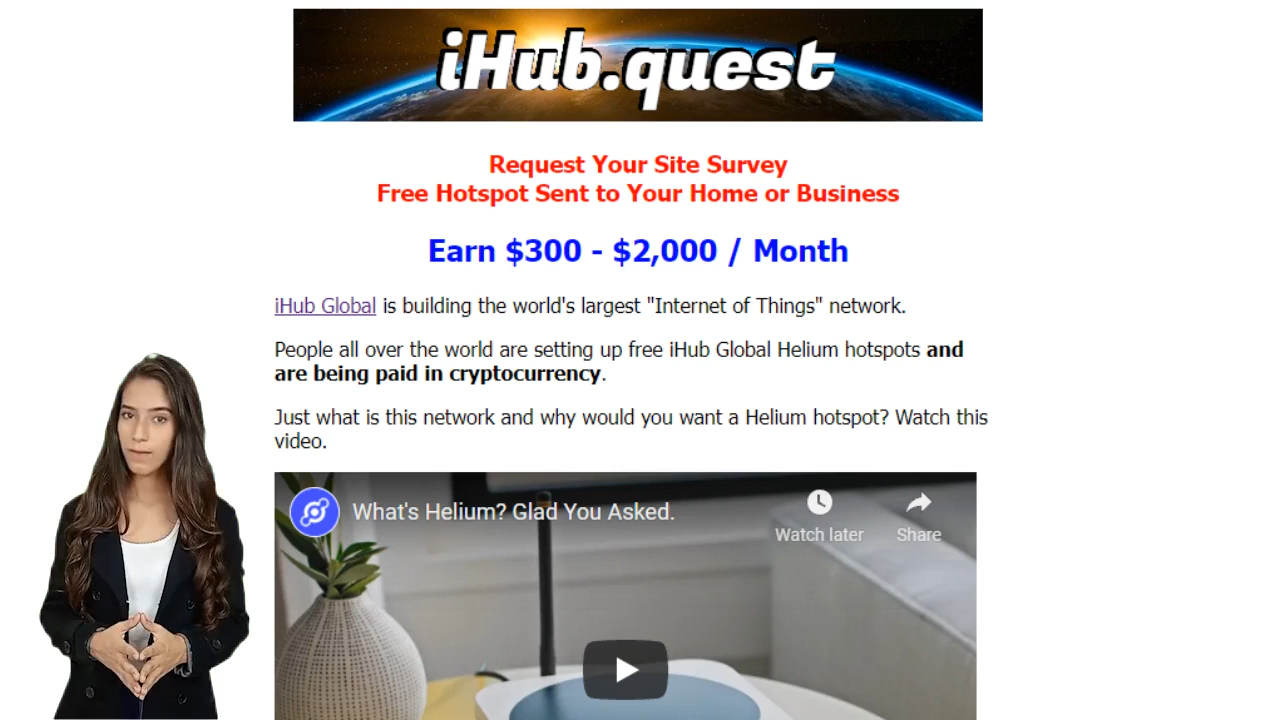 iHub.quest
Request Your Site Survey
Free Hotspot Sent to Your Home or Business
Earn $300 - $2,000 / Month
iHub Global is building the world's largest "Internet of Things" network.
People all over the world are setting up free iHub Global Helium hotspots and
are being paid in cryptocurrency.
Just what is this network and why would you want a Helium hotspot? Watch this
video.
What's Helium? Glad You Asked.
Watch later
Share